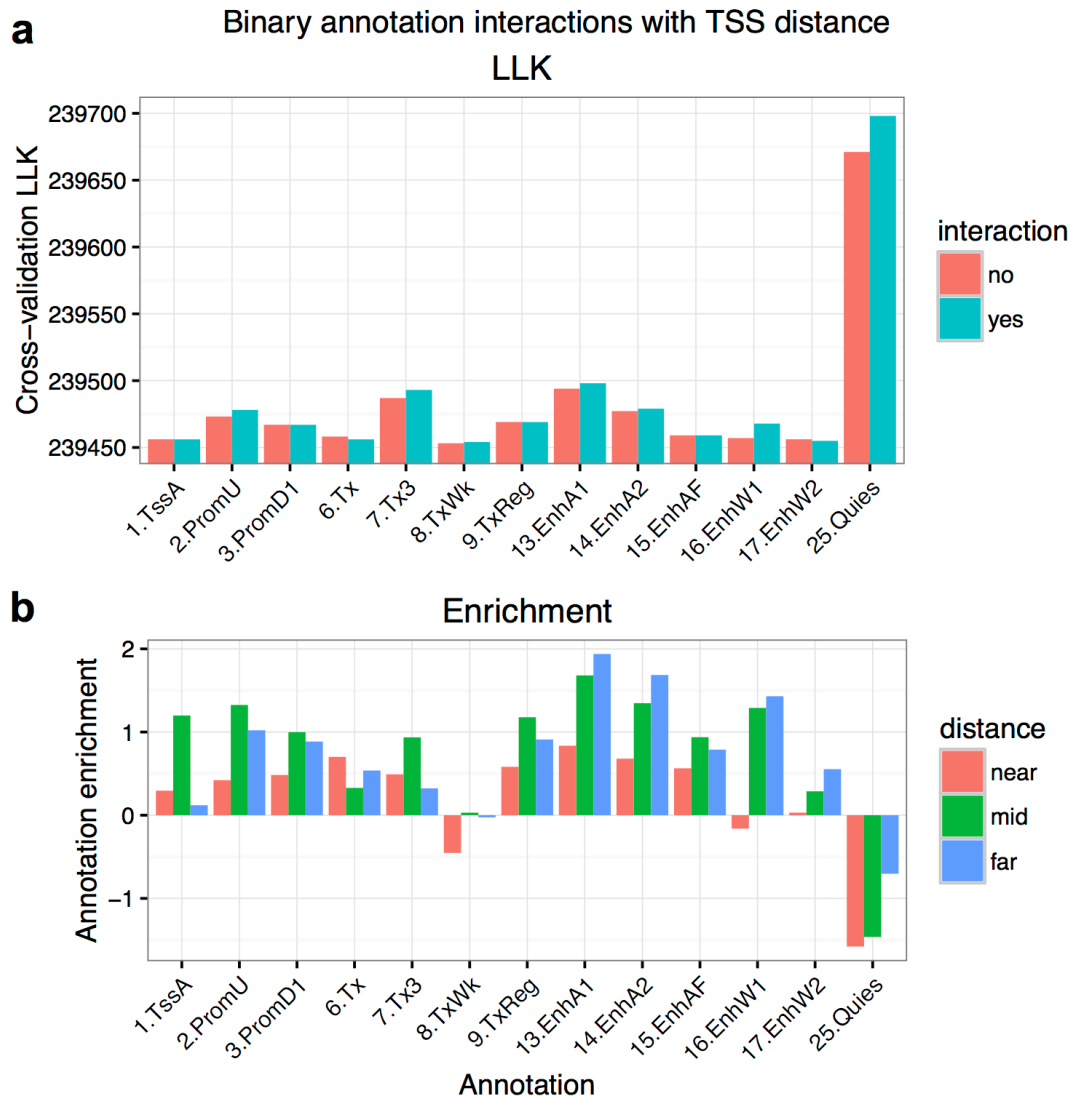 a
Binary annotation interactions with TSS distance
LLK
Cross−validation LLK
239700
239650
239600
239550
239500
239450
1.TssA
2.PromU
3.PromD1
6.Tx
7.Tx3
8.TxWk
9.TxReg
13.EnhA1
14.EnhA2
15.EnhAF
16.EnhW1
17.EnhW2
25.Quies
interaction
no
yes
b
Enrichment
Annotation enrichment
2
1
0
−1
1.TssA
2.PromU
3.PromD1
6.Tx
7.Tx3
8.TxWk
9.TxReg
13.EnhA1
14.EnhA2
15.EnhAF
16.EnhW1
17.EnhW2
25.Quies
Annotation
distance
near
mid
far